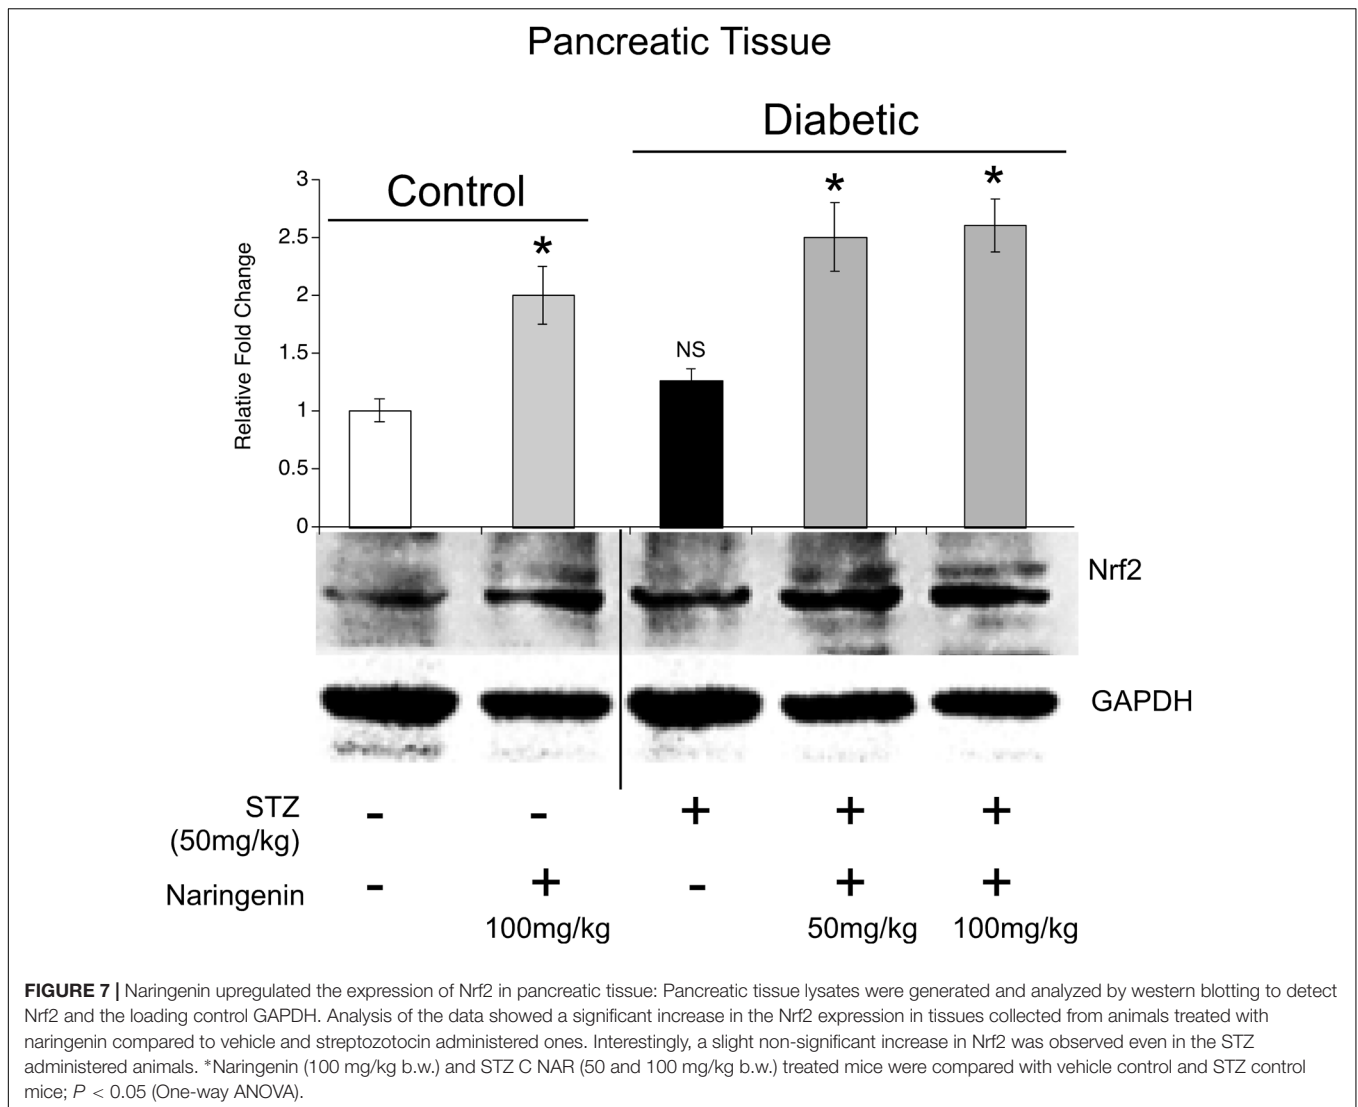 Pancreatic Tissue
Diabetic
Control
3
2.5
2
1.5
1
0.5
0
Relative Fold Change
*
NS
*
*
Nrf2
GAPDH
STZ - - + + +
(50mg/kg)
Naringenin - + - + +
100mg/kg 50mg/kg 100mg/kg
FIGURE 7 | Naringenin upregulated the expression of Nrf2 in pancreatic tissue: Pancreatic tissue lysates were generated and analyzed by western blotting to detect
Nrf2 and the loading control GAPDH. Analysis of the data showed a significant increase in the Nrf2 expression in tissues collected from animals treated with
naringenin compared to vehicle and streptozotocin administered ones. Interestingly, a slight non-significant increase in Nrf2 was observed even in the STZ
administered animals. *Naringenin (100 mg/kg b.w.) and STZ C NAR (50 and 100 mg/kg b.w.) treated mice were compared with vehicle control and STZ control
mice; P < 0.05 (One-way ANOVA).